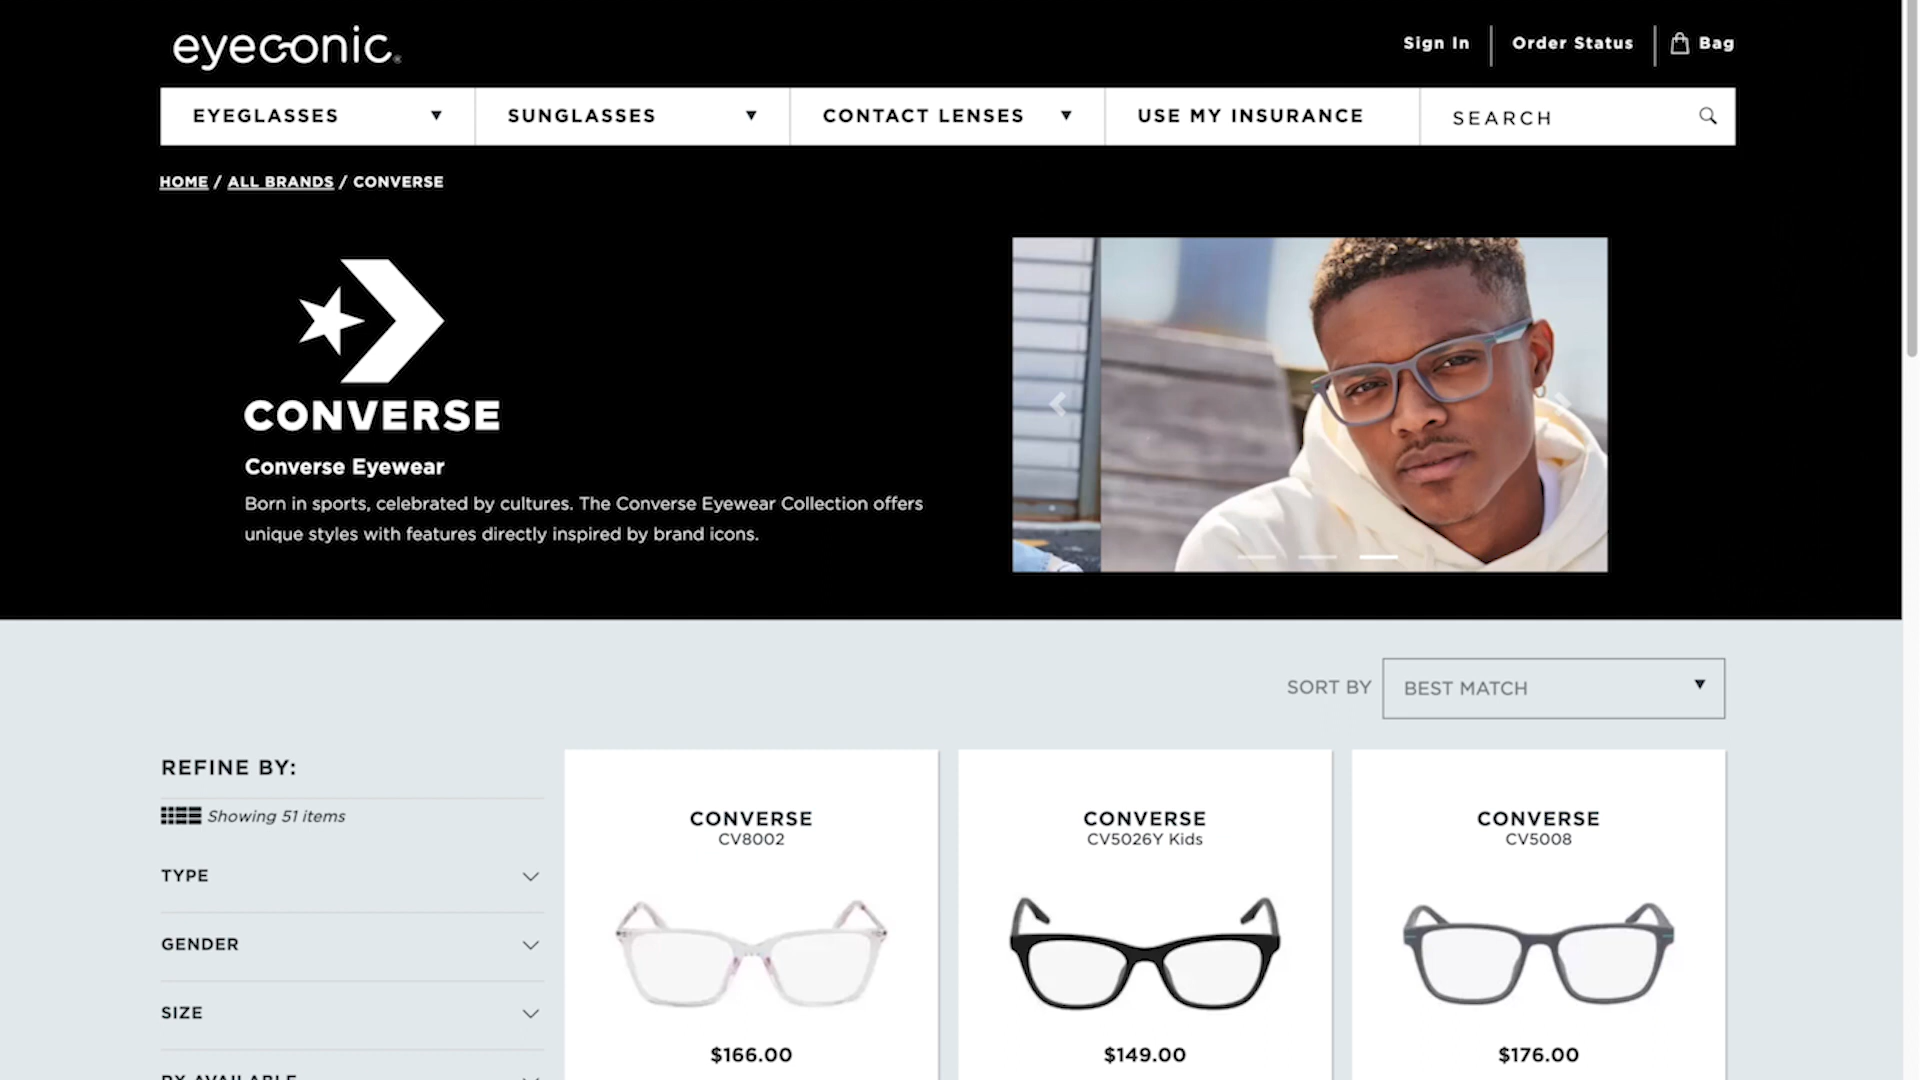 eyeconic®
Sign In
Order Status
Bag
EYEGLASSES
SUNGLASSES
CONTACT LENSES
USE MY INSURANCE
SEARCH
HOME / ALL BRANDS / CONVERSE
CONVERSE
Converse Eyewear
Born in sports, celebrated by cultures. The Converse Eyewear Collection offers
unique styles with features directly inspired by brand icons.
SORT BY
BEST MATCH
REFINE BY:
Showing 51 items
TYPE
GENDER
SIZE
RX AVAILABLE
CONVERSE
CV8002
$166.00
CONVERSE
CV5026Y Kids
$149.00
CONVERSE
CV5008
$176.00